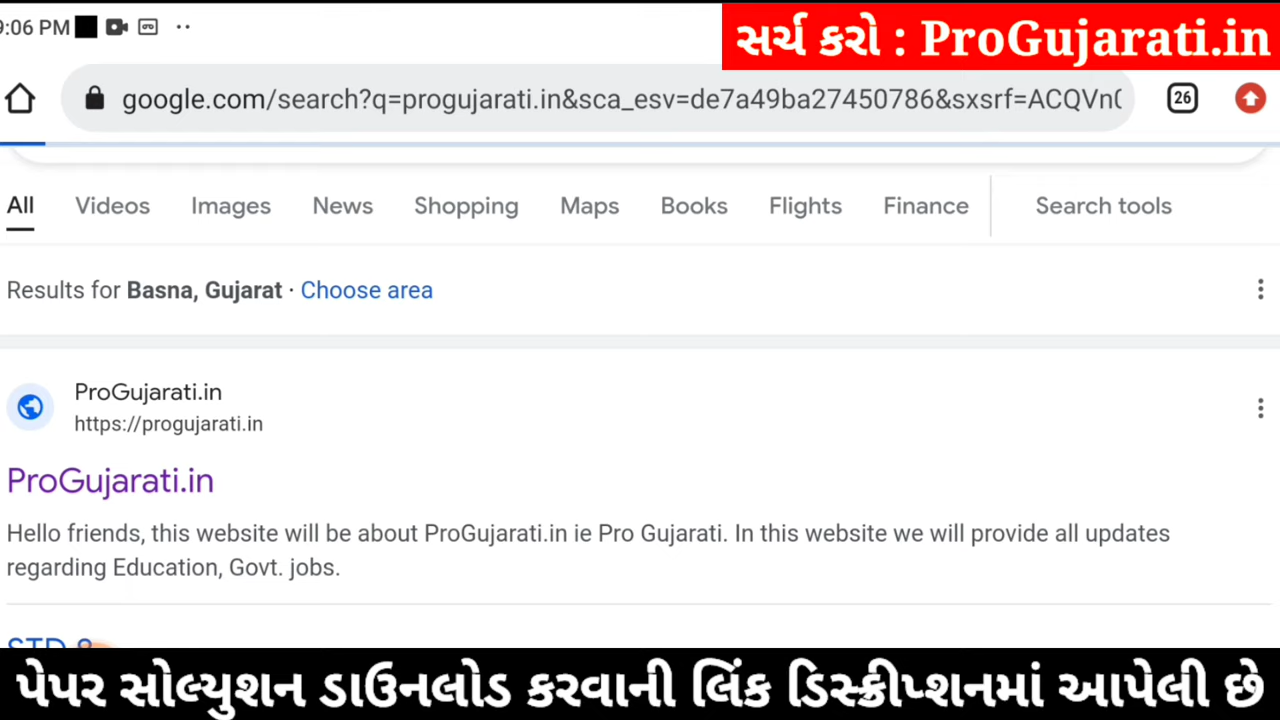 9:06 PM
સર્ચ કરો : ProGujarati.in
google.com/search?q=progujarati.in&sca_esv=de7a49ba27450786&sxsrf=ACQVn0
26
All Videos Images News Shopping Maps Books Flights Finance Search tools
Results for Basna, Gujarat · Choose area
ProGujarati.in
https://progujarati.in
ProGujarati.in
Hello friends, this website will be about ProGujarati.in ie Pro Gujarati. In this website we will provide all updates
regarding Education, Govt. jobs.
STD
પેપર સોલ્યુશન ડાઉનલોડ કરવાની લિંક ડિસ્ક્રીપ્શનમાં આપેલી છે